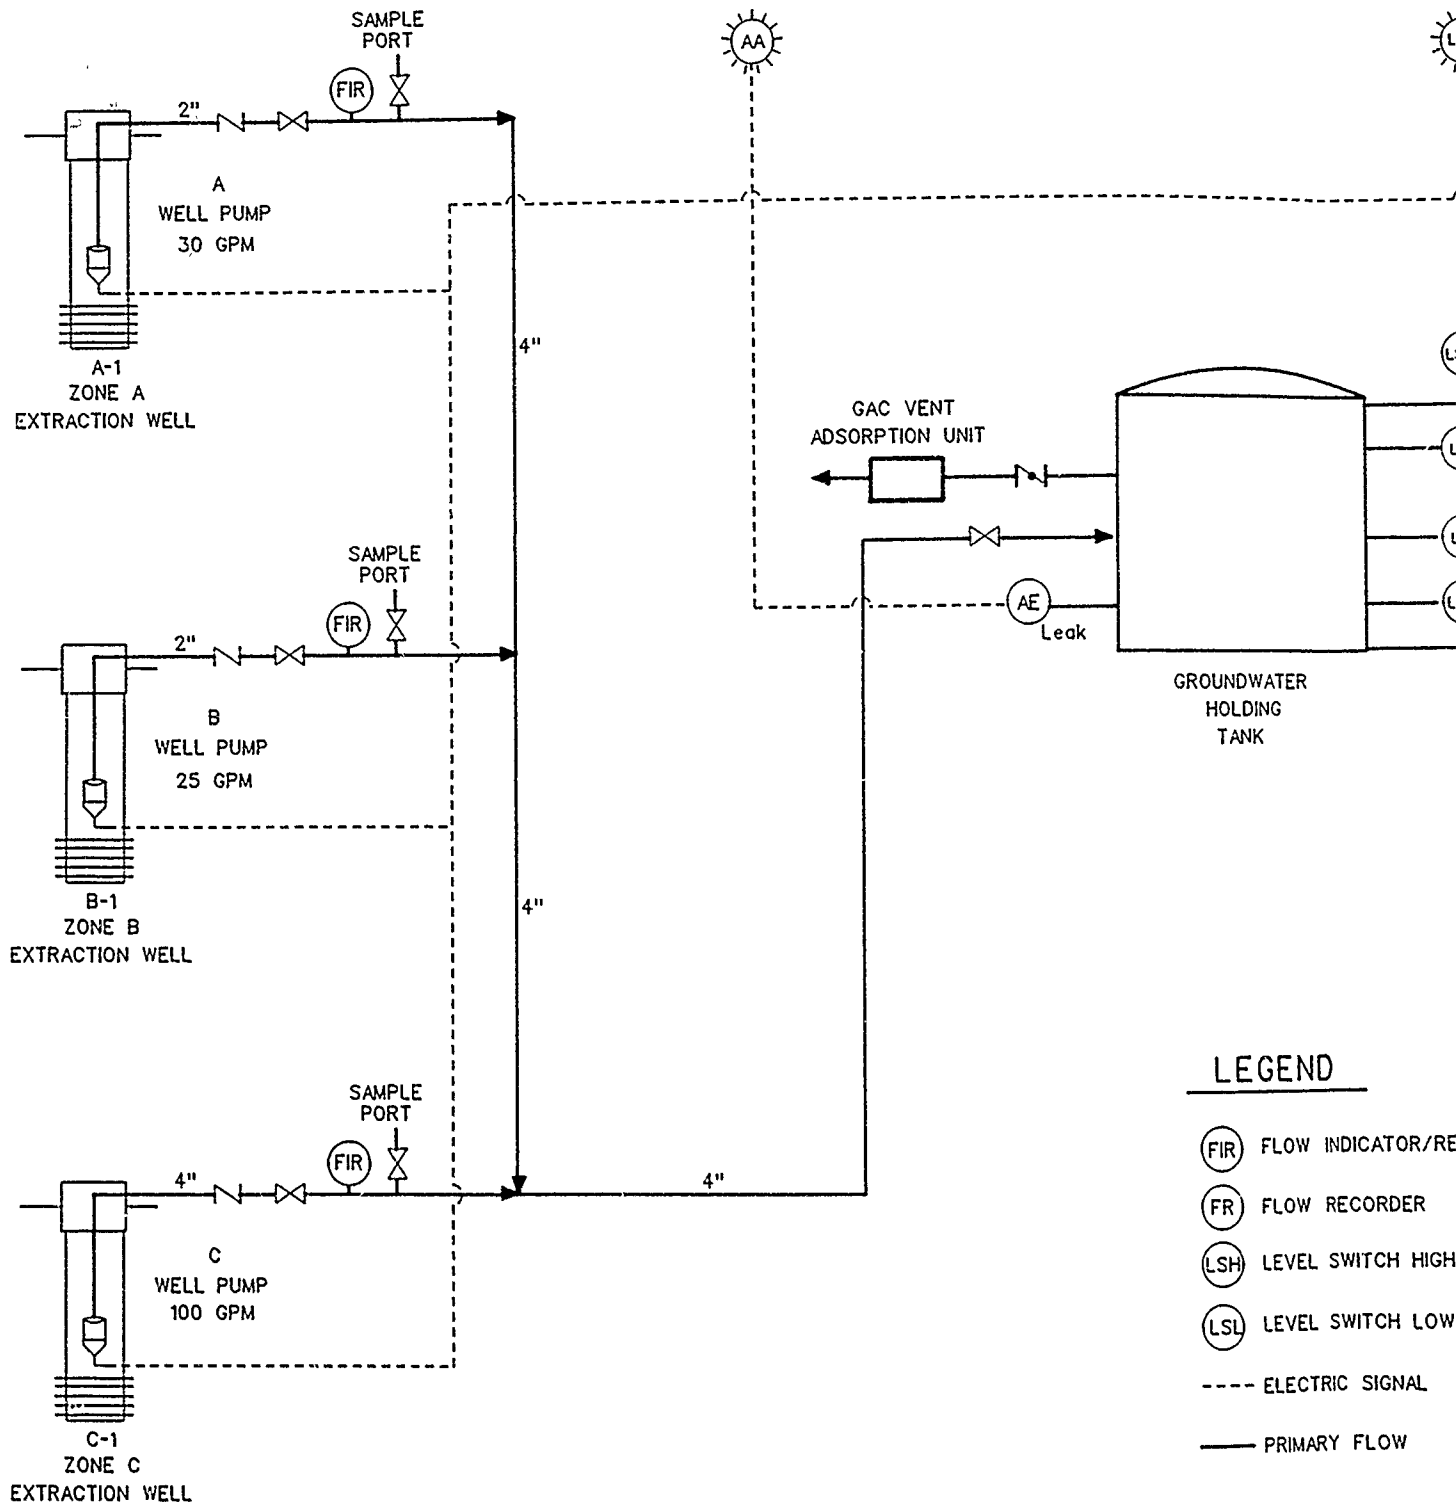 SAMPLE
PORT
AA
FIR
2"
A
WELL PUMP
30 GPM
A-1
ZONE A
EXTRACTION WELL
4"
GAC VENT
ADSORPTION UNIT
AE
Leak
GROUNDWATER
HOLDING
TANK
SAMPLE
PORT
FIR
2"
B
WELL PUMP
25 GPM
B-1
ZONE B
EXTRACTION WELL
4"
SAMPLE
PORT
FIR
4"
4"
C
WELL PUMP
100 GPM
C-1
ZONE C
EXTRACTION WELL
LEGEND
FIR FLOW INDICATOR/RE
FR FLOW RECORDER
LSH LEVEL SWITCH HIGH
LSL LEVEL SWITCH LOW
ELECTRIC SIGNAL
PRIMARY FLOW